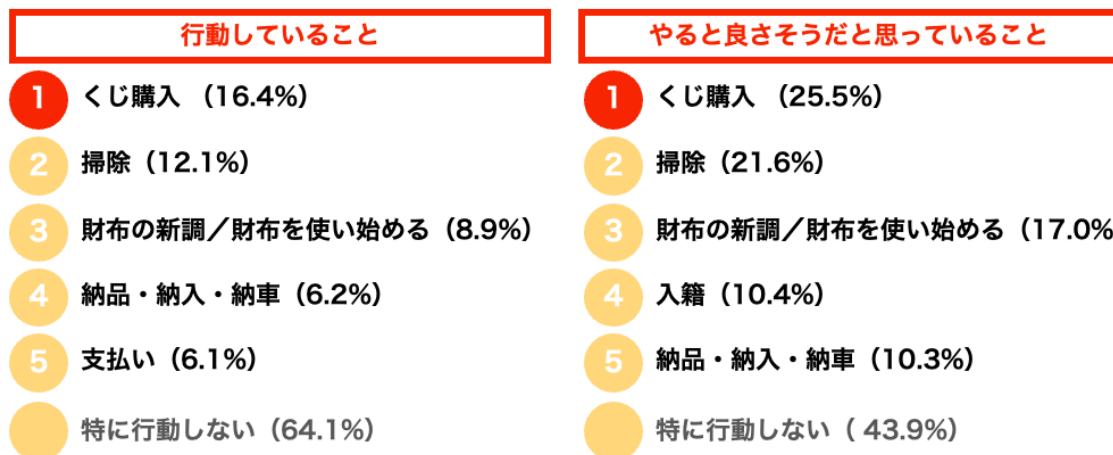 行動していること
1 くじ購入 （16.4%）
2 掃除（12.1%）
3 財布の新調／財布を使い始める（8.9%）
4 納品・納入・納車（6.2%）
5 支払い（6.1%）
特に行動しない（64.1%）
やると良さそうだと思っていること
1 くじ購入 （25.5%）
2 掃除（21.6%）
3 財布の新調／財布を使い始める（17.0%
4 入籍（10.4%）
5 納品・納入・納車（10.3%）
特に行動しない（ 43.9%）